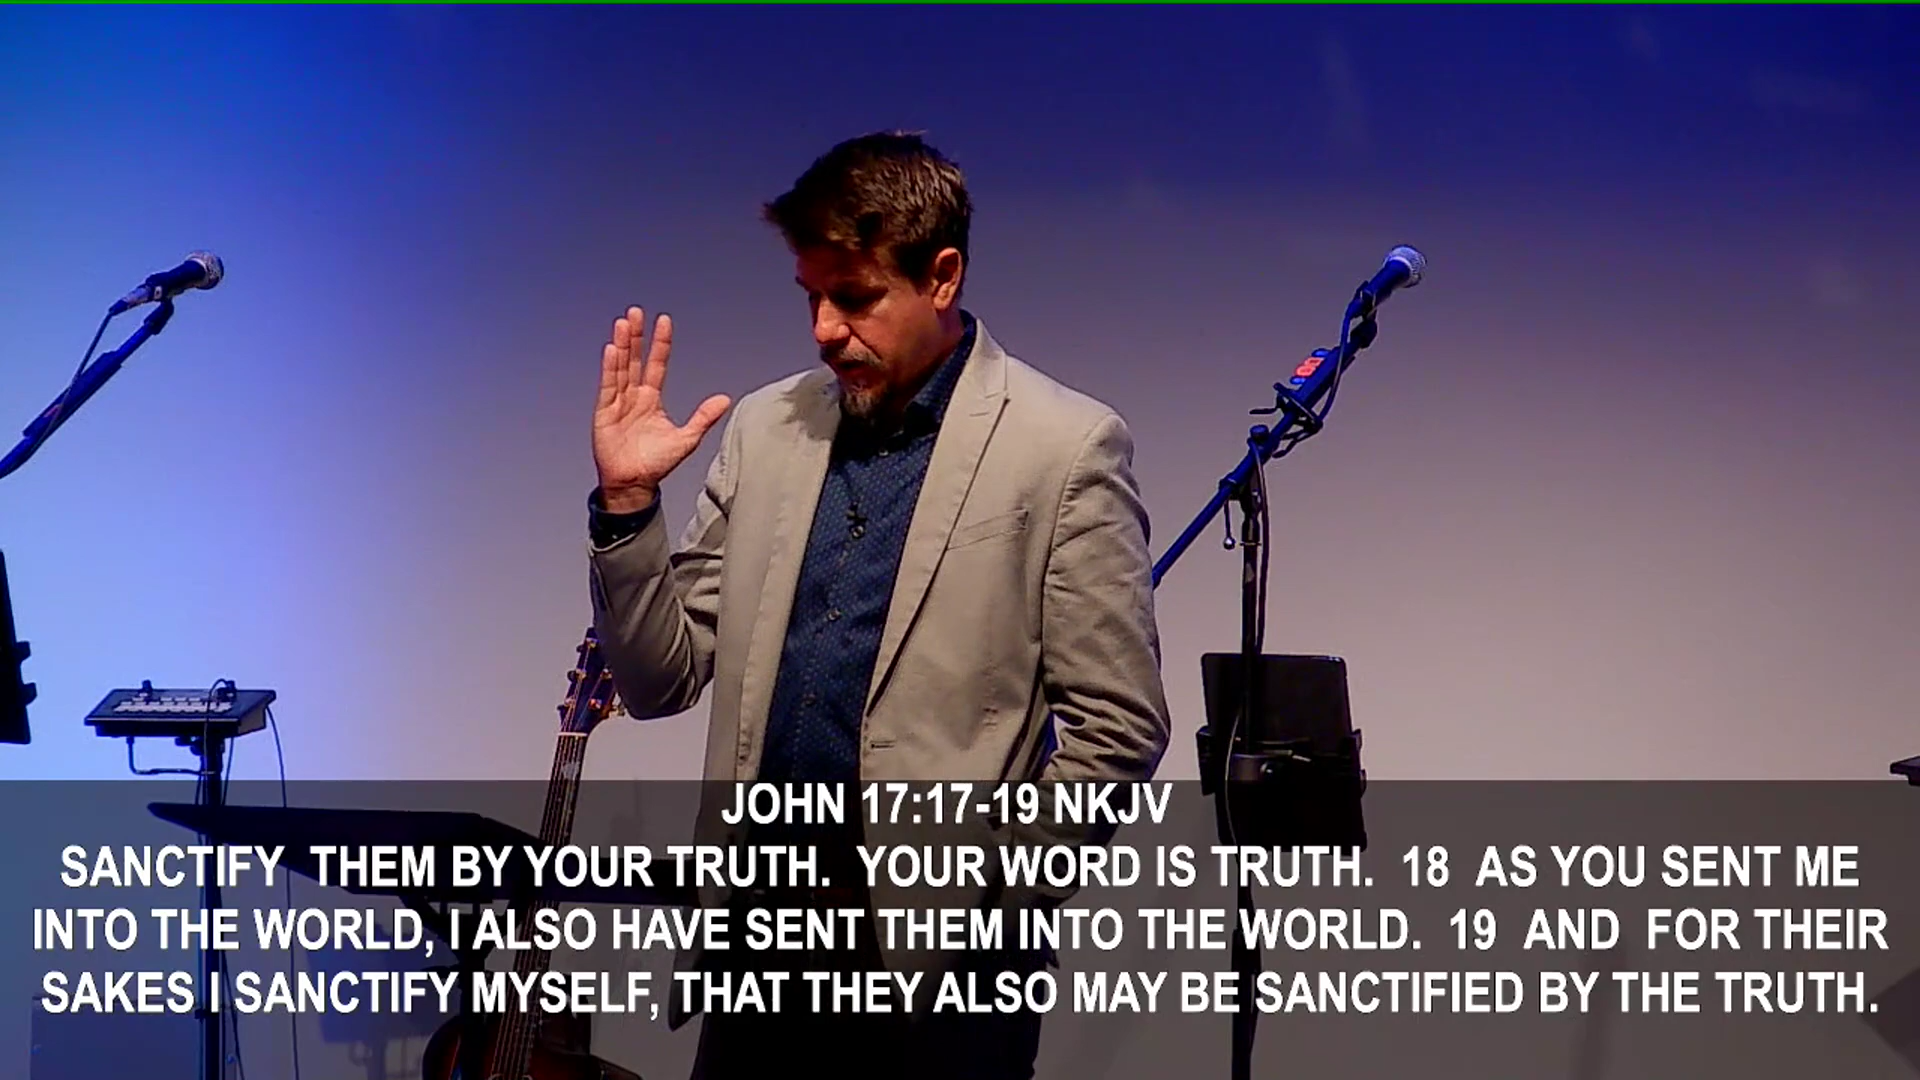 JOHN 17:17-19 NKJV
SANCTIFY THEM BY YOUR TRUTH. YOUR WORD IS TRUTH. 18 AS YOU SENT ME
INTO THE WORLD, I ALSO HAVE SENT THEM INTO THE WORLD. 19 AND FOR THEIR
SAKES I SANCTIFY MYSELF, THAT THEY ALSO MAY BE SANCTIFIED BY THE TRUTH.